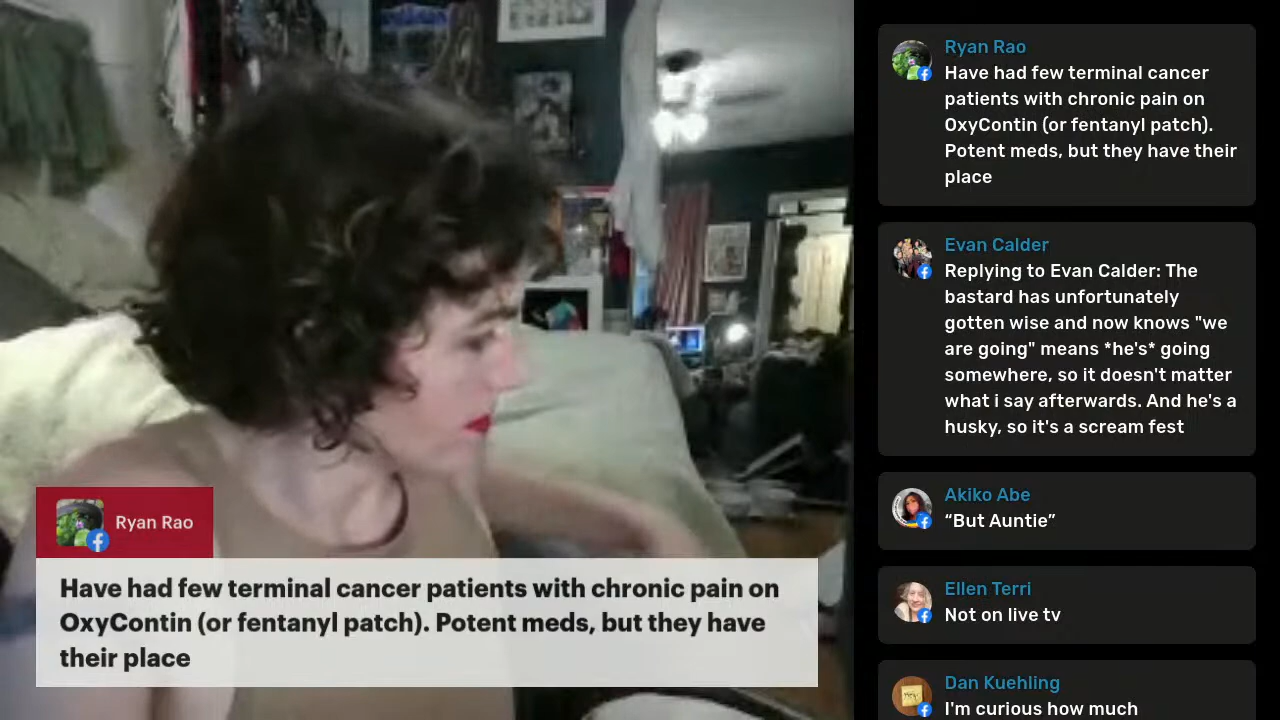 Ryan Rao
Have had few terminal cancer patients with chronic pain on
OxyContin (or fentanyl patch). Potent meds, but they have
their place
Ryan Rao
Have had few terminal cancer
patients with chronic pain on
OxyContin (or fentanyl patch).
Potent meds, but they have their
place
Evan Calder
Replying to Evan Calder: The
bastard has unfortunately
gotten wise and now knows "we
are going" means *he's* going
somewhere, so it doesn't matter
what i say afterwards. And he's a
husky, so it's a scream fest
Akiko Abe
“But Auntie”
Ellen Terri
Not on live tv
Dan Kuehling
I'm curious how much